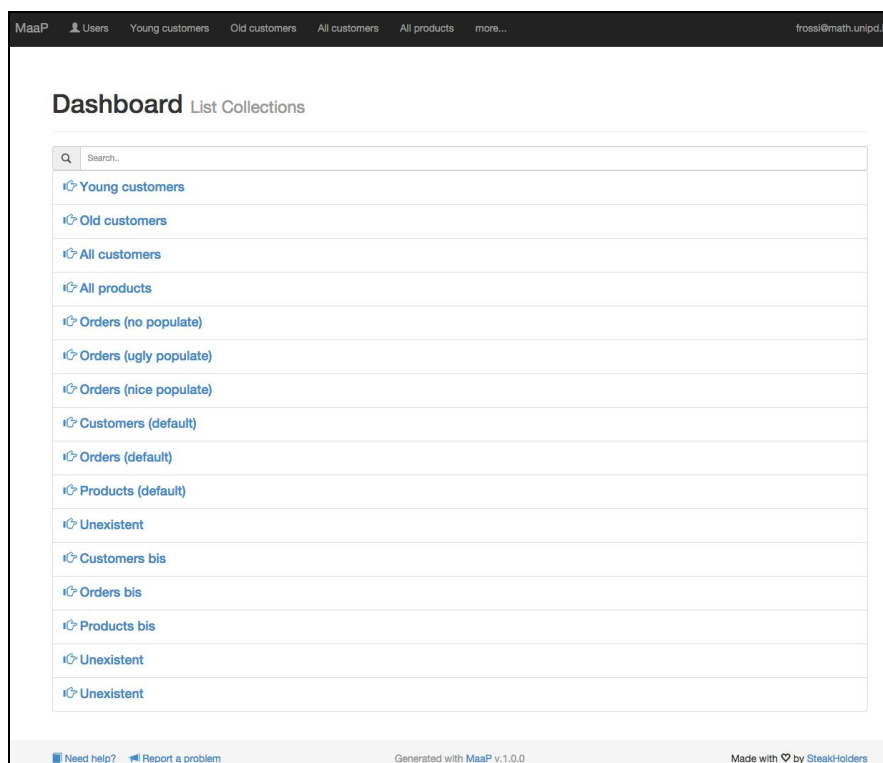 MaaP Users Young customers Old customers All customers All products more... frossi@math.unipd.i
Dashboard List Collections
Search..
Young customers
Old customers
All customers
All products
Orders (no populate)
Orders (ugly populate)
Orders (nice populate)
Customers (default)
Orders (default)
Products (default)
Unexistent
Customers bis
Orders bis
Products bis
Unexistent
Unexistent
Need help? Report a problem Generated with MaaP v.1.0.0 Made with ♡ by SteakHolders